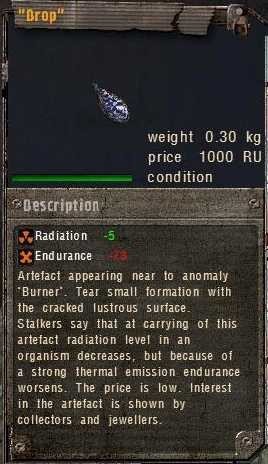 "Drop"
weight 0.30 kg
price 1000 RU
condition
Description
Radiation -5
Endurance
Artefact appearing near to anomaly
"Burner". Tear small formation with
the cracked lustrous surface.
Stalkers say that at carrying of this
artefact radiation level in an
organism decreases, but because of
a strong thermal emission endurance
worsens. The price is low. Interest
in the artefact is shown by
collectors and jewellers.